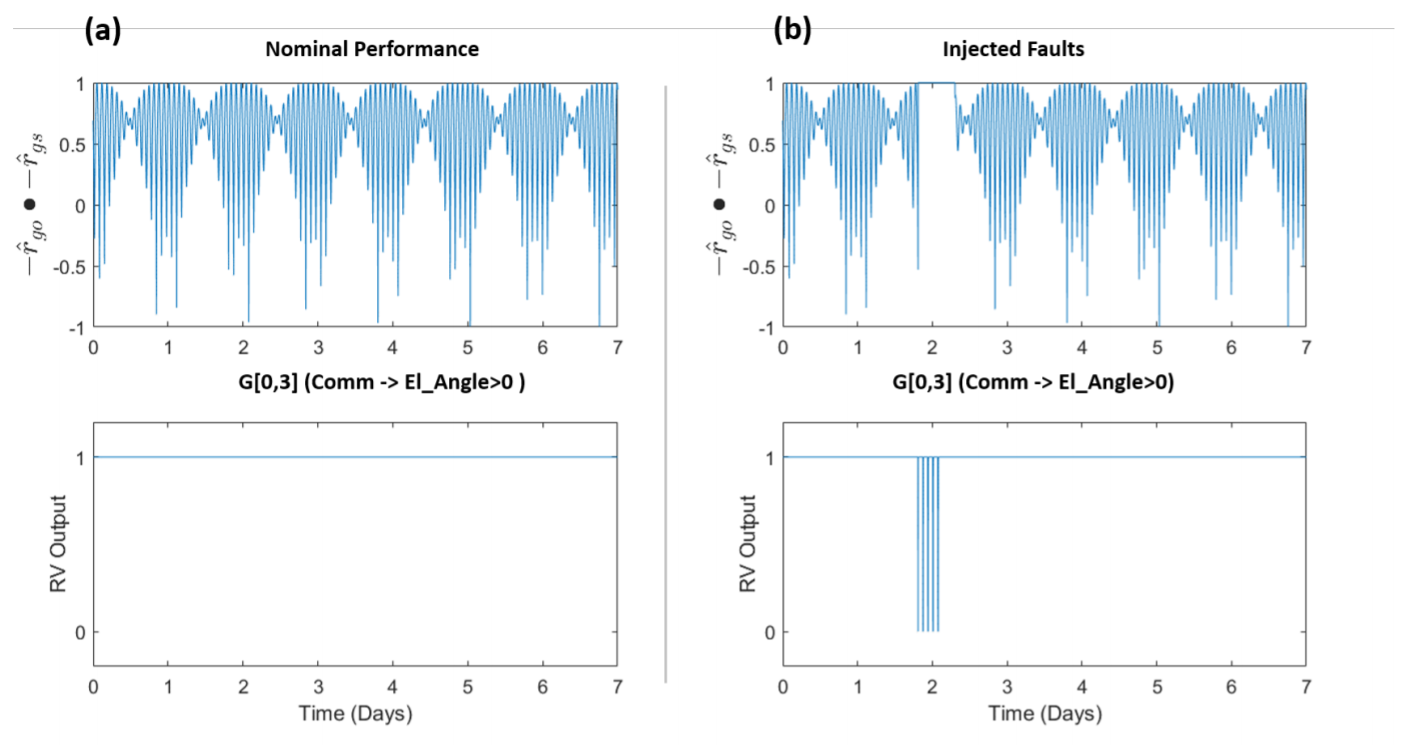 (a)
Nominal Performance
1
0.5
0
-0.5
-1
−r̂go • −r̂gs
0 1 2 3 4 5 6 7
G[0,3] (Comm -> El_Angle>0 )
1
0
RV Output
0 1 2 3 4 5 6 7
Time (Days)
(b)
Injected Faults
1
0.5
0
-0.5
-1
−r̂go • −r̂gs
0 1 2 3 4 5 6 7
G[0,3] (Comm -> El_Angle>0)
1
0
RV Output
0 1 2 3 4 5 6 7
Time (Days)